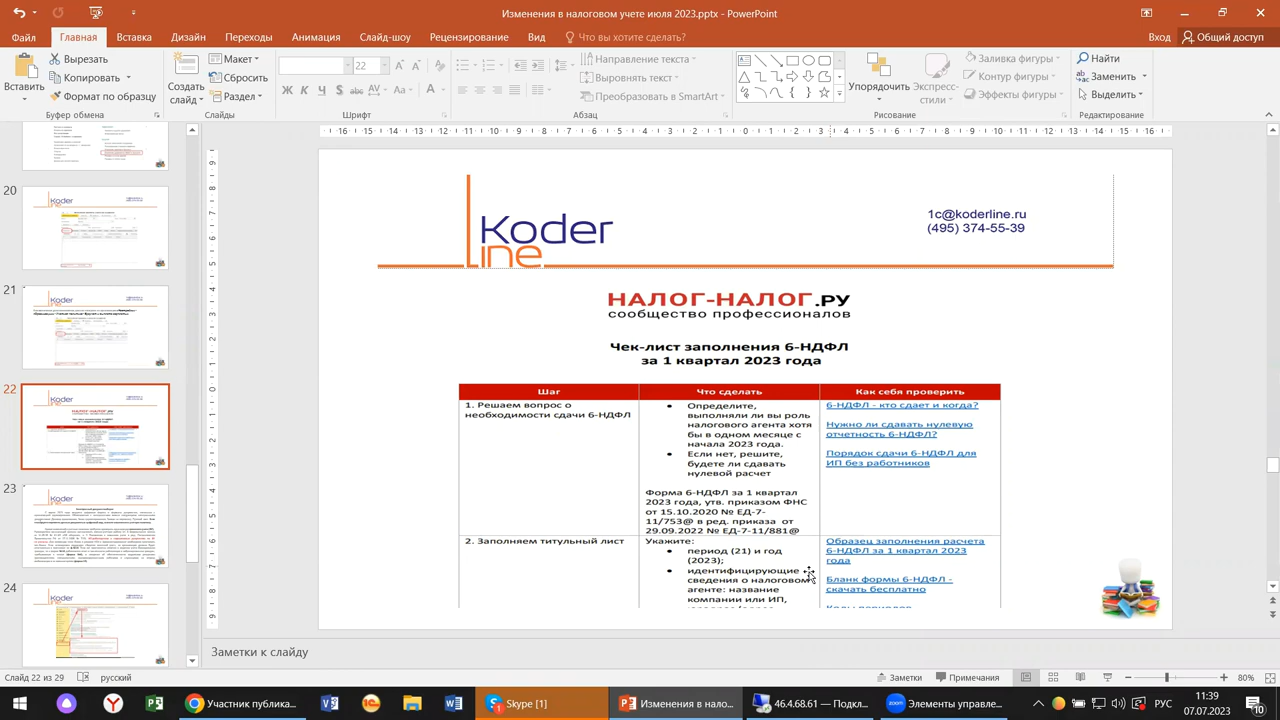 Изменения в налоговом учете июля 2023.pptx - PowerPoint
Файл
Главная
Вставка
Дизайн
Переходы
Анимация
Слайд-шоу
Рецензирование
Вид
Что вы хотите сделать?
Вход
Общий доступ
Вставить
Вырезать
Копировать
Формат по образцу
Буфер обмена
Создать слайд
Макет
Сбросить
Раздел
Слайды
22
Шрифт
Направление текста
Выровнять текст
Преобразовать в SmartArt
Абзац
Упорядочить
Экспресс-
стили
Заливка фигуры
Контур фигуры
Эффекты фигуры
Рисование
Найти
Заменить
Выделить
Редактирование
20
21
22
23
24
Koder
line
1c@koderline.ru
(495) 374-55-39
НАЛОГ-НАЛОГ.РУ
сообщество профессионалов
Чек-лист заполнения 6-НДФЛ
за 1 квартал 2023 года
Шаг
Что сделать
Как себя проверить
1. Решаем вопрос о
необходимости сдачи 6-НДФЛ
• Определите,
выполняли ли вы роль
налогового агента хотя
бы в одном месяце с
начала 2023 года.
• Если нет, решите,
будете ли сдавать
нулевой расчет
Форма 6-НДФЛ за 1 квартал
2023 года, утв. приказом ФНС
от 15.10.2020 № ЕД-7-
11/753@ в ред. приказа от
29.09.2022 № ЕД-7-11/881@
6-НДФЛ - кто сдает и когда?
Нужно ли сдавать нулевую
отчетность 6-НДФЛ?
Порядок сдачи 6-НДФЛ для
ИП без работников
2. Заполняем титульный лист
Укажите:
• период (21) и год
(2023);
• идентифицирующие
сведения о налоговом
агенте: название
компании или ИП,
Образец заполнения расчета
6-НДФЛ за 1 квартал 2023
года
Бланк формы 6-НДФЛ -
скачать бесплатно
Коды периодов
Заметки к слайду
Слайд 22 из 29
русский
Заметки
Примечания
80%
Участник публика...
Skype [1]
Изменения в нало...
46.4.68.61 — Подкл...
Элементы управле...
РУС
11:39
07.07.2023